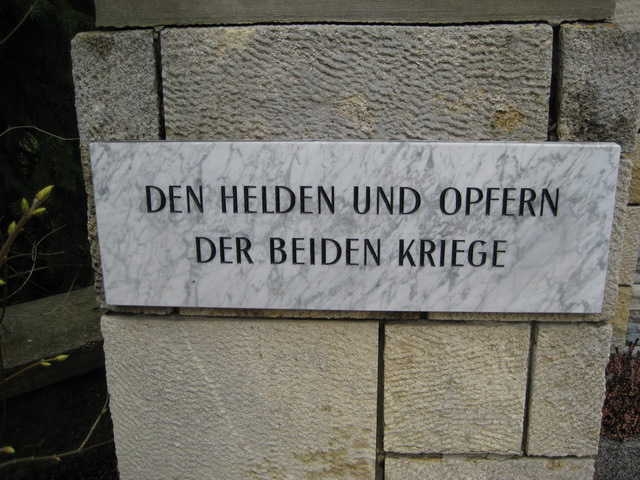 DEN HELDEN UND OPFERN
DER BEIDEN KRIEGE